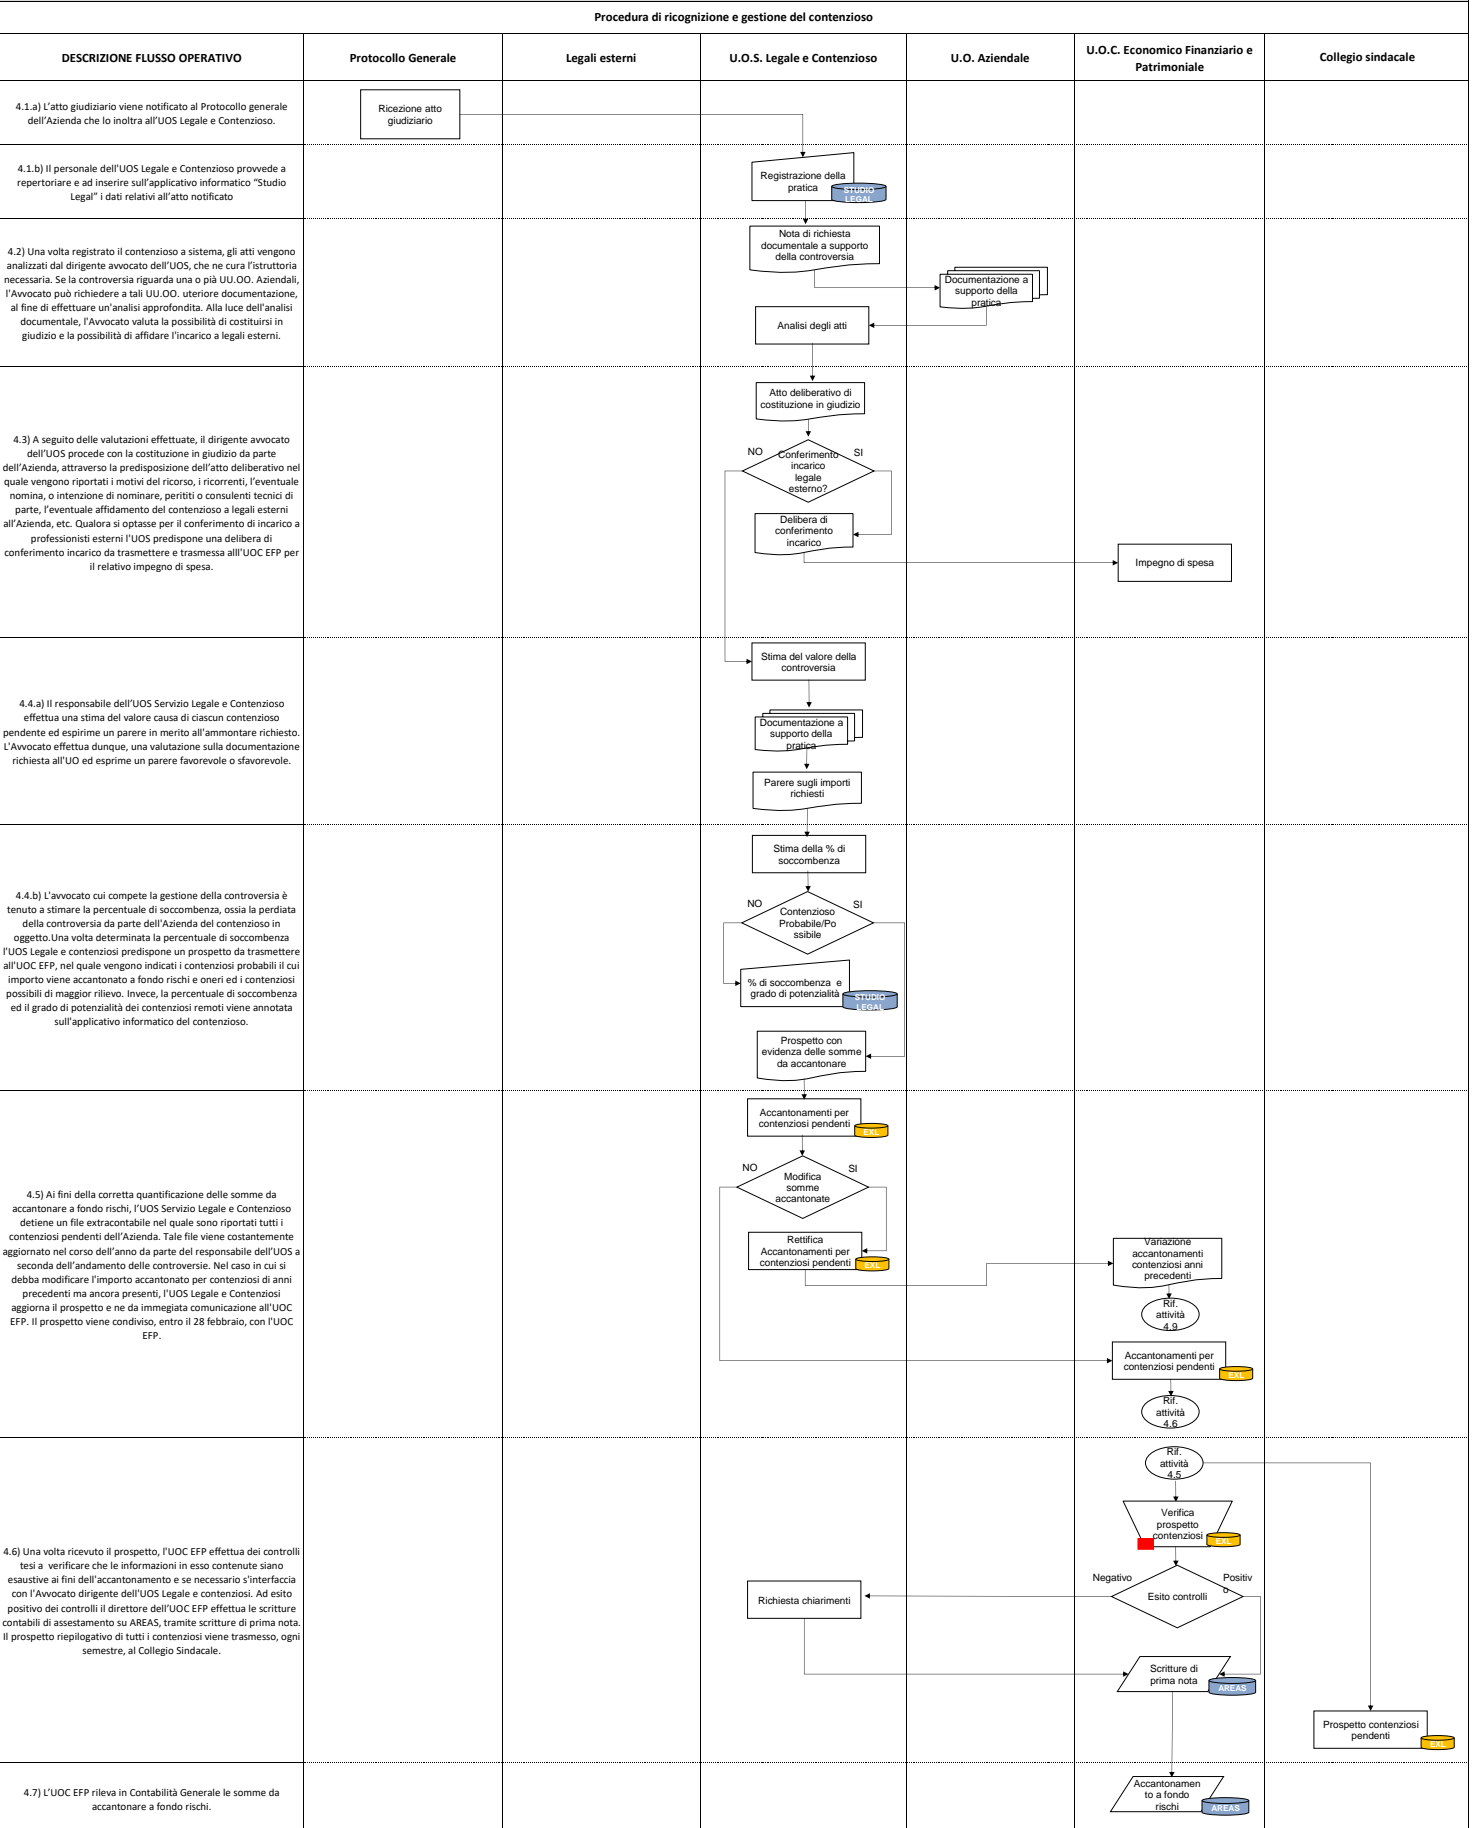 Procedura di ricognizione e gestione del contenzioso
DESCRIZIONE FLUSSO OPERATIVO
Protocollo Generale
Legali esterni
U.O.S. Legale e Contenzioso
U.O. Aziendale
U.O.C. Economico Finanziario e
Patrimoniale
Collegio sindacale
4.1.a) L'atto giudiziario viene notificato al Protocollo generale
dell'Azienda che lo inoltra all'UOS Legale e Contenzioso.
Ricezione atto
giudiziario
4.1.b) Il personale dell'UOS Legale e Contenzioso provvede a
repertoriare e ad inserire sull'applicativo informatico "Studio
Legal" i dati relativi all'atto notificato
Registrazione della
pratica
STUDIO
LEGAL
4.2) Una volta registrato il contenzioso a sistema, gli atti vengono
analizzati dal dirigente avvocato dell'UOS, che ne cura l'istruttoria
necessaria. Se la controversia riguarda una o pià UU.OO. Aziendali,
l'Avvocato può richiedere a tali UU.OO. uteriore documentazione,
al fine di effettuare un'analisi approfondita. Alla luce dell'analisi
documentale, l'Avvocato valuta la possibilità di costituirsi in
giudizio e la possibilità di affidare l'incarico a legali esterni.
Nota di richiesta
documentale a supporto
della controversia
Documentazione a
supporto della
pratica
Analisi degli atti
4.3) A seguito delle valutazioni effettuate, il dirigente avvocato
dell'UOS procede con la costituzione in giudizio da parte
dell'Azienda, attraverso la predisposizione dell'atto deliberativo nel
quale vengono riportati i motivi del ricorso, i ricorrenti, l'eventuale
nomina, o intenzione di nominare, perititi o consulenti tecnici di
parte, l'eventuale affidamento del contenzioso a legali esterni
all'Azienda, etc. Qualora si optasse per il conferimento di incarico a
professionisti esterni l'UOS predispone una delibera di
conferimento incarico da trasmettere e trasmessa alll'UOC EFP per
il relativo impegno di spesa.
Atto deliberativo di
costituzione in giudizio
NO
SI
Conferimento
incarico
legale
esterno?
Delibera di
conferimento
incarico
Impegno di spesa
4.4.a) Il responsabile dell'UOS Servizio Legale e Contenzioso
effettua una stima del valore causa di ciascun contenzioso
pendente ed espirime un parere in merito all'ammontare richiesto.
L'Avvocato effettua dunque, una valutazione sulla documentazione
richiesta all'UO ed esprime un parere favorevole o sfavorevole.
Stima del valore della
controversia
Documentazione a
supporto della
pratica
Parere sugli importi
richiesti
4.4.b) L'avvocato cui compete la gestione della controversia è
tenuto a stimare la percentuale di soccombenza, ossia la perdiata
della controversia da parte dell'Azienda del contenzioso in
oggetto.Una volta determinata la percentuale di soccombenza
l'UOS Legale e contenziosi predispone un prospetto da trasmettere
all'UOC EFP, nel quale vengono indicati i contenziosi probabili il cui
importo viene accantonato a fondo rischi e oneri ed i contenziosi
possibili di maggior rilievo. Invece, la percentuale di soccombenza
ed il grado di potenzialità dei contenziosi remoti viene annotata
sull'applicativo informatico del contenzioso.
Stima della % di
soccombenza
NO
SI
Contenzioso
Probabile/Po
ssibile
% di soccombenza e
grado di potenzialità
STUDIO
LEGAL
Prospetto con
evidenza delle somme
da accantonare
4.5) Ai fini della corretta quantificazione delle somme da
accantonare a fondo rischi, l'UOS Servizio Legale e Contenzioso
detiene un file extracontabile nel quale sono riportati tutti i
contenziosi pendenti dell'Azienda. Tale file viene costantemente
aggiornato nel corso dell'anno da parte del responsabile dell'UOS a
seconda dell'andamento delle controversie. Nel caso in cui si
debba modificare l'importo accantonato per contenziosi di anni
precedenti ma ancora presenti, l'UOS Legale e Contenziosi
aggiorna il prospetto e ne da immegiata comunicazione all'UOC
EFP. Il prospetto viene condiviso, entro il 28 febbraio, con l'UOC
EFP.
Accantonamenti per
contenziosi pendenti
EXL
NO
SI
Modifica
somme
accantonate
Rettifica
Accantonamenti per
contenziosi pendenti
EXL
Variazione
accantonamenti
contenziosi anni
precedenti
Rif.
attività
4.9
Accantonamenti per
contenziosi pendenti
EXL
Rif.
attività
4.6
4.6) Una volta ricevuto il prospetto, l'UOC EFP effettua dei controlli
tesi a verificare che le informazioni in esso contenute siano
esaustive ai fini dell'accantonamento e se necessario s'interfaccia
con l'Avvocato dirigente dell'UOS Legale e contenziosi. Ad esito
positivo dei controlli il direttore dell'UOC EFP effettua le scritture
contabili di assestamento su AREAS, tramite scritture di prima nota.
Il prospetto riepilogativo di tutti i contenziosi viene trasmesso, ogni
semestre, al Collegio Sindacale.
Rif.
attività
4.5
Verifica
prospetto
contenziosi
EXL
Negativo
Positiv
o
Esito controlli
Richiesta chiarimenti
Scritture di
prima nota
AREAS
Prospetto contenziosi
pendenti
EXL
4.7) L'UOC EFP rileva in Contabilità Generale le somme da
accantonare a fondo rischi.
Accantonamen
to a fondo
rischi
AREAS